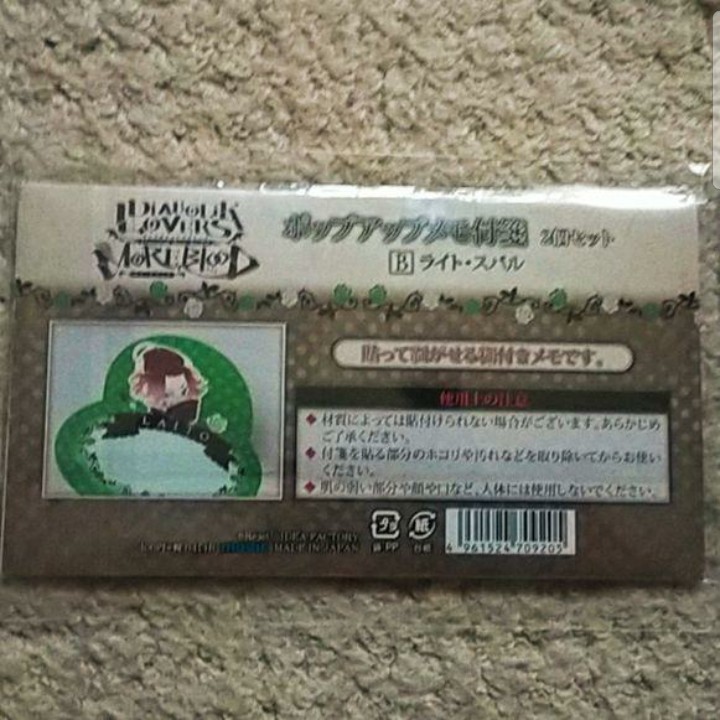 DIABOLIK
LOVERS
MORE,BLOOD
ポップアップメモ付箋 2個セット
B ライト・スバル
貼って剥がせる糊付きメモです。
LAITO
使用上の注意
◆ 材質によっては貼付けられない場合がございます。あらかじめ
ご了承ください。
◆ 付箋を貼る部分のホコリや汚れなどを取り除いてからお使い
ください。
◆ 肌の弱い部分や顔や口など、人体には使用しないでください。
IDEA FACTORY
MADE IN JAPAN
プラ
紙
袋:PP
台紙
4 961524 709205